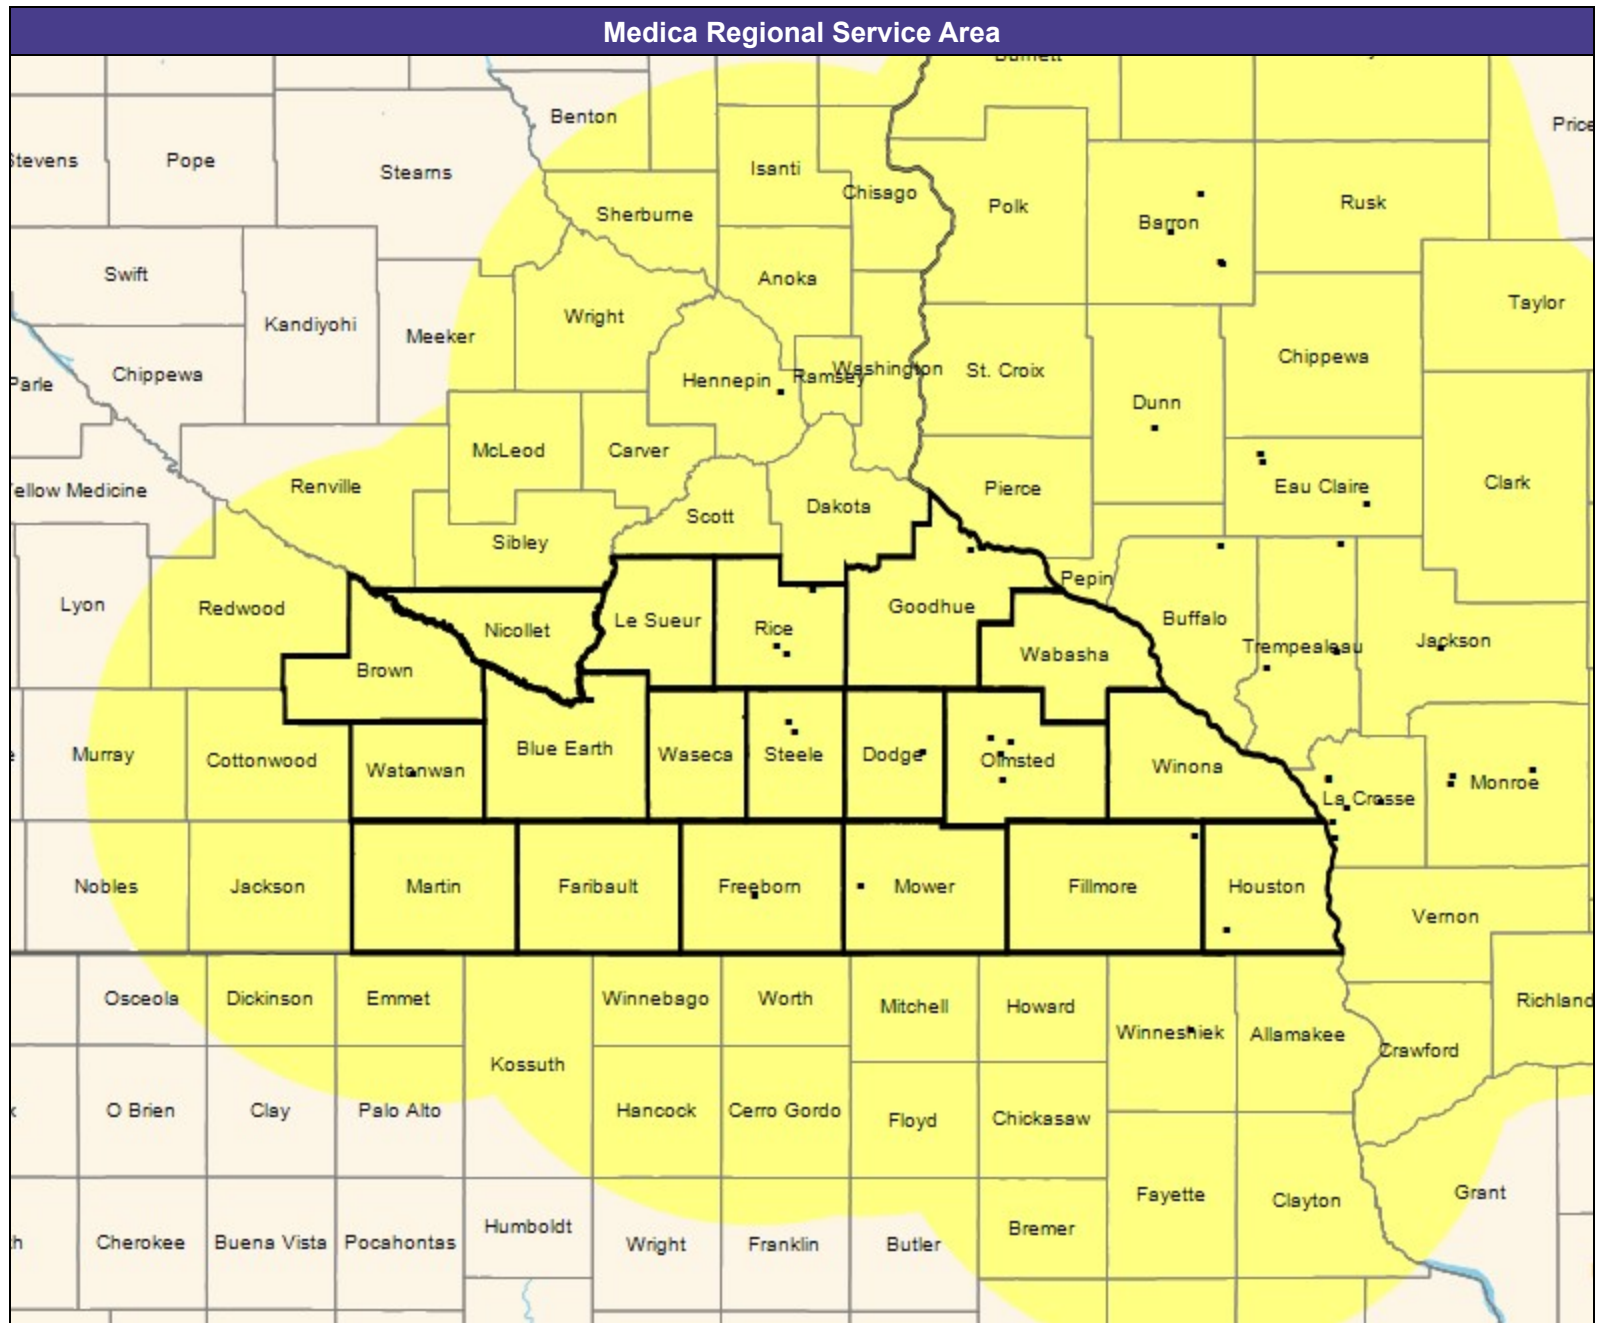 Medica Regional Service Area
Burnett
Benton
Price
Stevens
Pope
Stearns
Isanti
Chisago
Polk
Barron
Rusk
Sherburne
Swift
Anoka
Taylor
Kandiyohi
Meeker
Wright
Chippewa
Parle
Chippewa
Hennepin
Ramsey
Washington
St. Croix
Dunn
McLeod
Carver
Renville
Yellow Medicine
Pierce
Eau Claire
Clark
Scott
Dakota
Sibley
Pepin
Lyon
Redwood
Nicollet
Le Sueur
Rice
Goodhue
Buffalo
Trempealeau
Jackson
Brown
Wabasha
Murray
Cottonwood
Watonwan
Blue Earth
Waseca
Steele
Dodge
Olmsted
Winona
La Crosse
Monroe
Nobles
Jackson
Martin
Faribault
Freeborn
Mower
Fillmore
Houston
Vernon
Osceola
Dickinson
Emmet
Winnebago
Worth
Mitchell
Howard
Richland
Winneshiek
Allamakee
Crawford
Kossuth
O Brien
Clay
Palo Alto
Hancock
Cerro Gordo
Floyd
Chickasaw
Fayette
Clayton
Grant
Cherokee
Buena Vista
Pocahontas
Humboldt
Wright
Franklin
Butler
Bremer